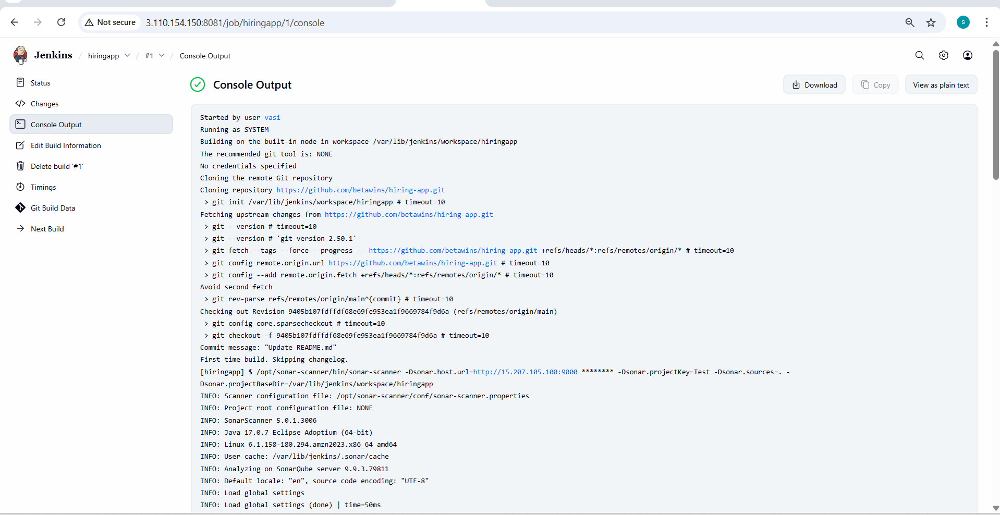 Not secure 3.110.154.150:8081/job/hiringapp/1/console
S
Jenkins / hiringapp / #1 / Console Output
Status
Changes
Console Output
Edit Build Information
Delete build ‘#1’
Timings
Git Build Data
Next Build
Console Output
Download
Copy
View as plain text
Started by user vasi
Running as SYSTEM
Building on the built-in node in workspace /var/lib/jenkins/workspace/hiringapp
The recommended git tool is: NONE
No credentials specified
Cloning the remote Git repository
Cloning repository https://github.com/betawins/hiring-app.git
 > git init /var/lib/jenkins/workspace/hiringapp # timeout=10
Fetching upstream changes from https://github.com/betawins/hiring-app.git
 > git --version # timeout=10
 > git --version # 'git version 2.50.1'
 > git fetch --tags --force --progress -- https://github.com/betawins/hiring-app.git +refs/heads/*:refs/remotes/origin/* # timeout=10
 > git config remote.origin.url https://github.com/betawins/hiring-app.git # timeout=10
 > git config --add remote.origin.fetch +refs/heads/*:refs/remotes/origin/* # timeout=10
Avoid second fetch
 > git rev-parse refs/remotes/origin/main^{commit} # timeout=10
Checking out Revision 9405b107fdffdf68e69fe953ea1f9669784f9d6a (refs/remotes/origin/main)
 > git config core.sparsecheckout # timeout=10
 > git checkout -f 9405b107fdffdf68e69fe953ea1f9669784f9d6a # timeout=10
Commit message: "Update README.md"
First time build. Skipping changelog.
[hiringapp] $ /opt/sonar-scanner/bin/sonar-scanner -Dsonar.host.url=http://15.207.105.100:9000 ******** -Dsonar.projectKey=Test -Dsonar.sources=. -
Dsonar.projectBaseDir=/var/lib/jenkins/workspace/hiringapp
INFO: Scanner configuration file: /opt/sonar-scanner/conf/sonar-scanner.properties
INFO: Project root configuration file: NONE
INFO: SonarScanner 5.0.1.3006
INFO: Java 17.0.7 Eclipse Adoptium (64-bit)
INFO: Linux 6.1.158-180.294.amzn2023.x86_64 amd64
INFO: User cache: /var/lib/jenkins/.sonar/cache
INFO: Analyzing on SonarQube server 9.9.3.79811
INFO: Default locale: "en", source code encoding: "UTF-8"
INFO: Load global settings
INFO: Load global settings (done) | time=50ms